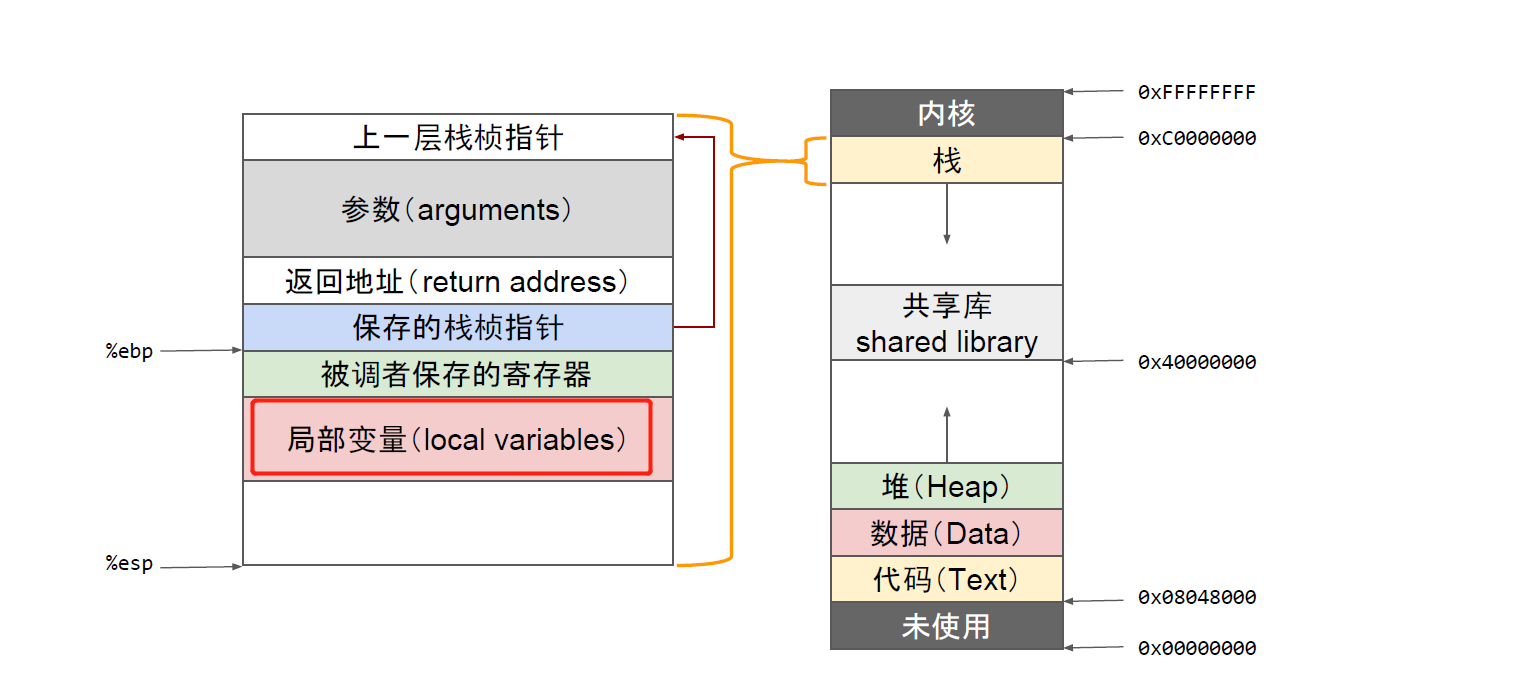 上一层栈桢指针
参数（arguments）
返回地址（return address）
保存的栈桢指针
%ebp
被调者保存的寄存器
局部变量（local variables）
%esp
内核
栈
共享库
shared library
堆（Heap）
数据（Data）
代码（Text）
未使用
0xFFFFFFFF
0xC0000000
0x40000000
0x08048000
0x00000000